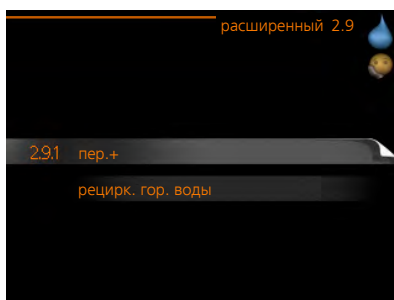 расширенный 2.9
2.9.1 пер.+
рецирк. гор. воды